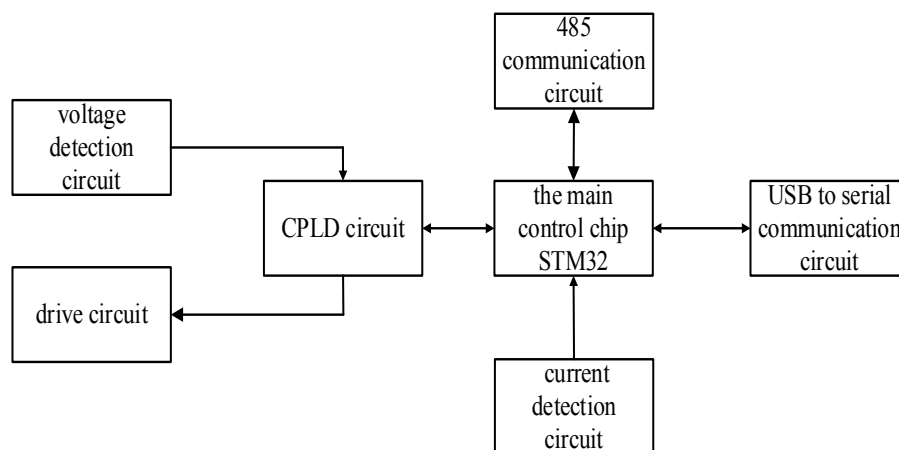 485
communication
circuit
voltage
detection
circuit
CPLD circuit
the main
control chip
STM32
USB to serial
communication
circuit
drive circuit
current
detection
circuit